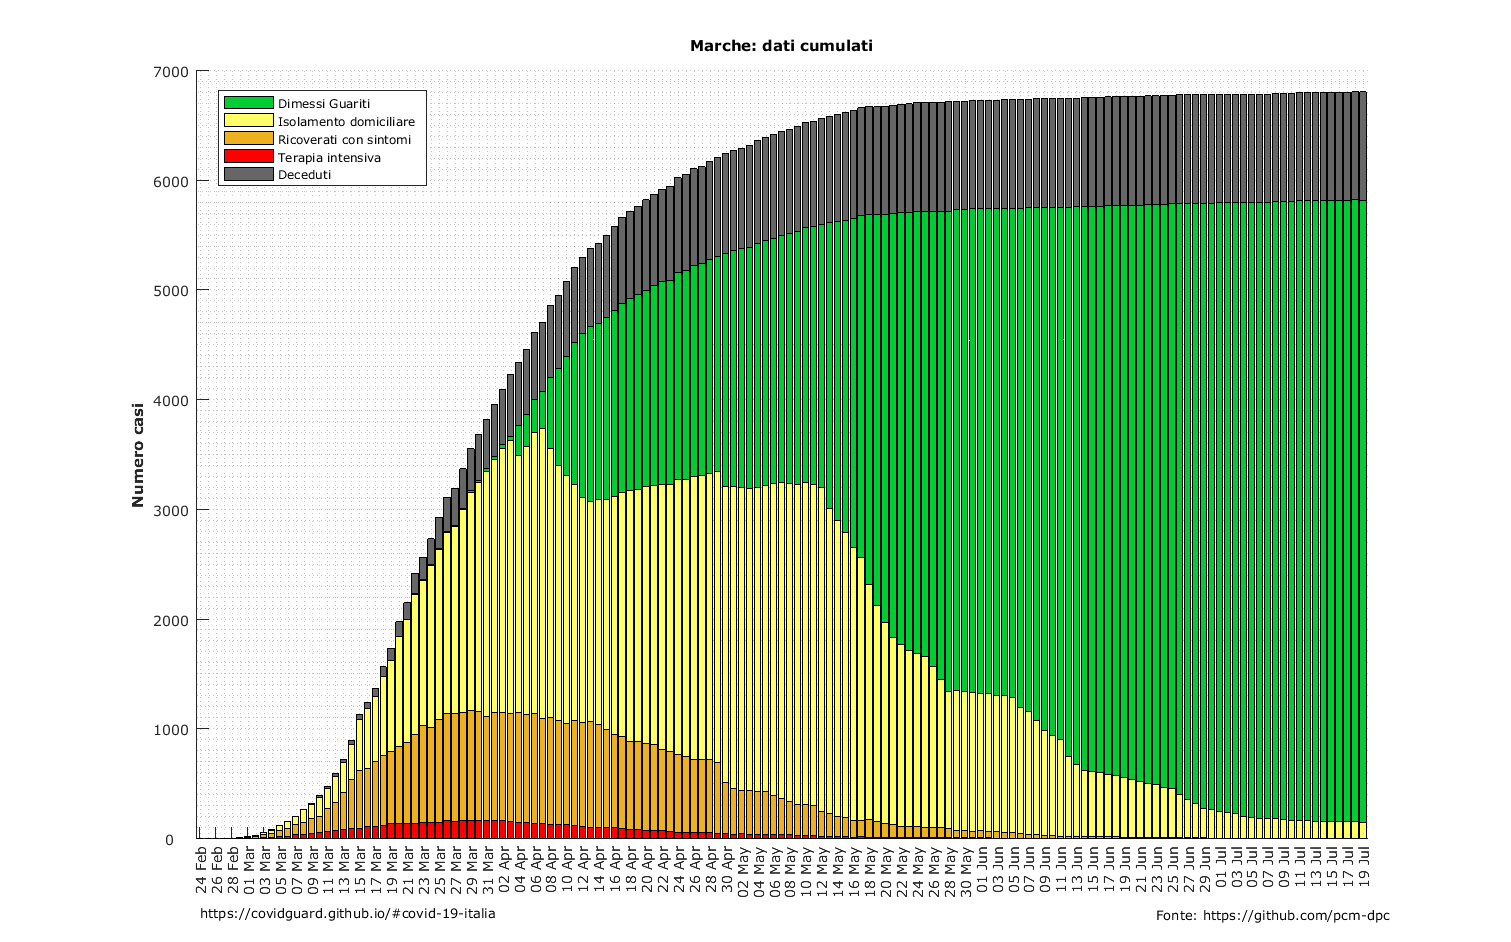 Marche: dati cumulati
7000
6000
5000
4000
3000
2000
1000
0
Numero casi
Dimessi Guariti
Isolamento domiciliare
Ricoverati con sintomi
Terapia intensiva
Deceduti
24 Feb
26 Feb
28 Feb
01 Mar
03 Mar
05 Mar
07 Mar
09 Mar
11 Mar
13 Mar
15 Mar
17 Mar
19 Mar
21 Mar
23 Mar
25 Mar
27 Mar
29 Mar
31 Mar
02 Apr
04 Apr
06 Apr
08 Apr
10 Apr
12 Apr
14 Apr
16 Apr
18 Apr
20 Apr
22 Apr
24 Apr
26 Apr
28 Apr
30 Apr
02 May
04 May
06 May
08 May
10 May
12 May
14 May
16 May
18 May
20 May
22 May
24 May
26 May
28 May
30 May
01 Jun
03 Jun
05 Jun
07 Jun
09 Jun
11 Jun
13 Jun
15 Jun
17 Jun
19 Jun
21 Jun
23 Jun
25 Jun
27 Jun
29 Jun
01 Jul
03 Jul
05 Jul
07 Jul
09 Jul
11 Jul
13 Jul
15 Jul
17 Jul
19 Jul
https://covidguard.github.io/#covid-19-italia
Fonte: https://github.com/pcm-dpc